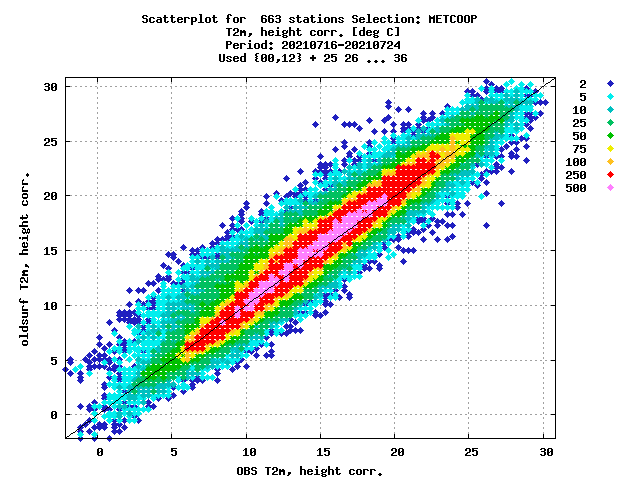 Scatterplot for  663 stations Selection: METCOOP
T2m, height corr. [deg C]
Period: 20210716-20210724
Used {00,12} + 25 26 ... 36
30
25
20
15
10
5
0
oldsurf T2m, height corr.
0 5 10 15 20 25 30
OBS T2m, height corr.
2
5
10
25
50
75
100
250
500